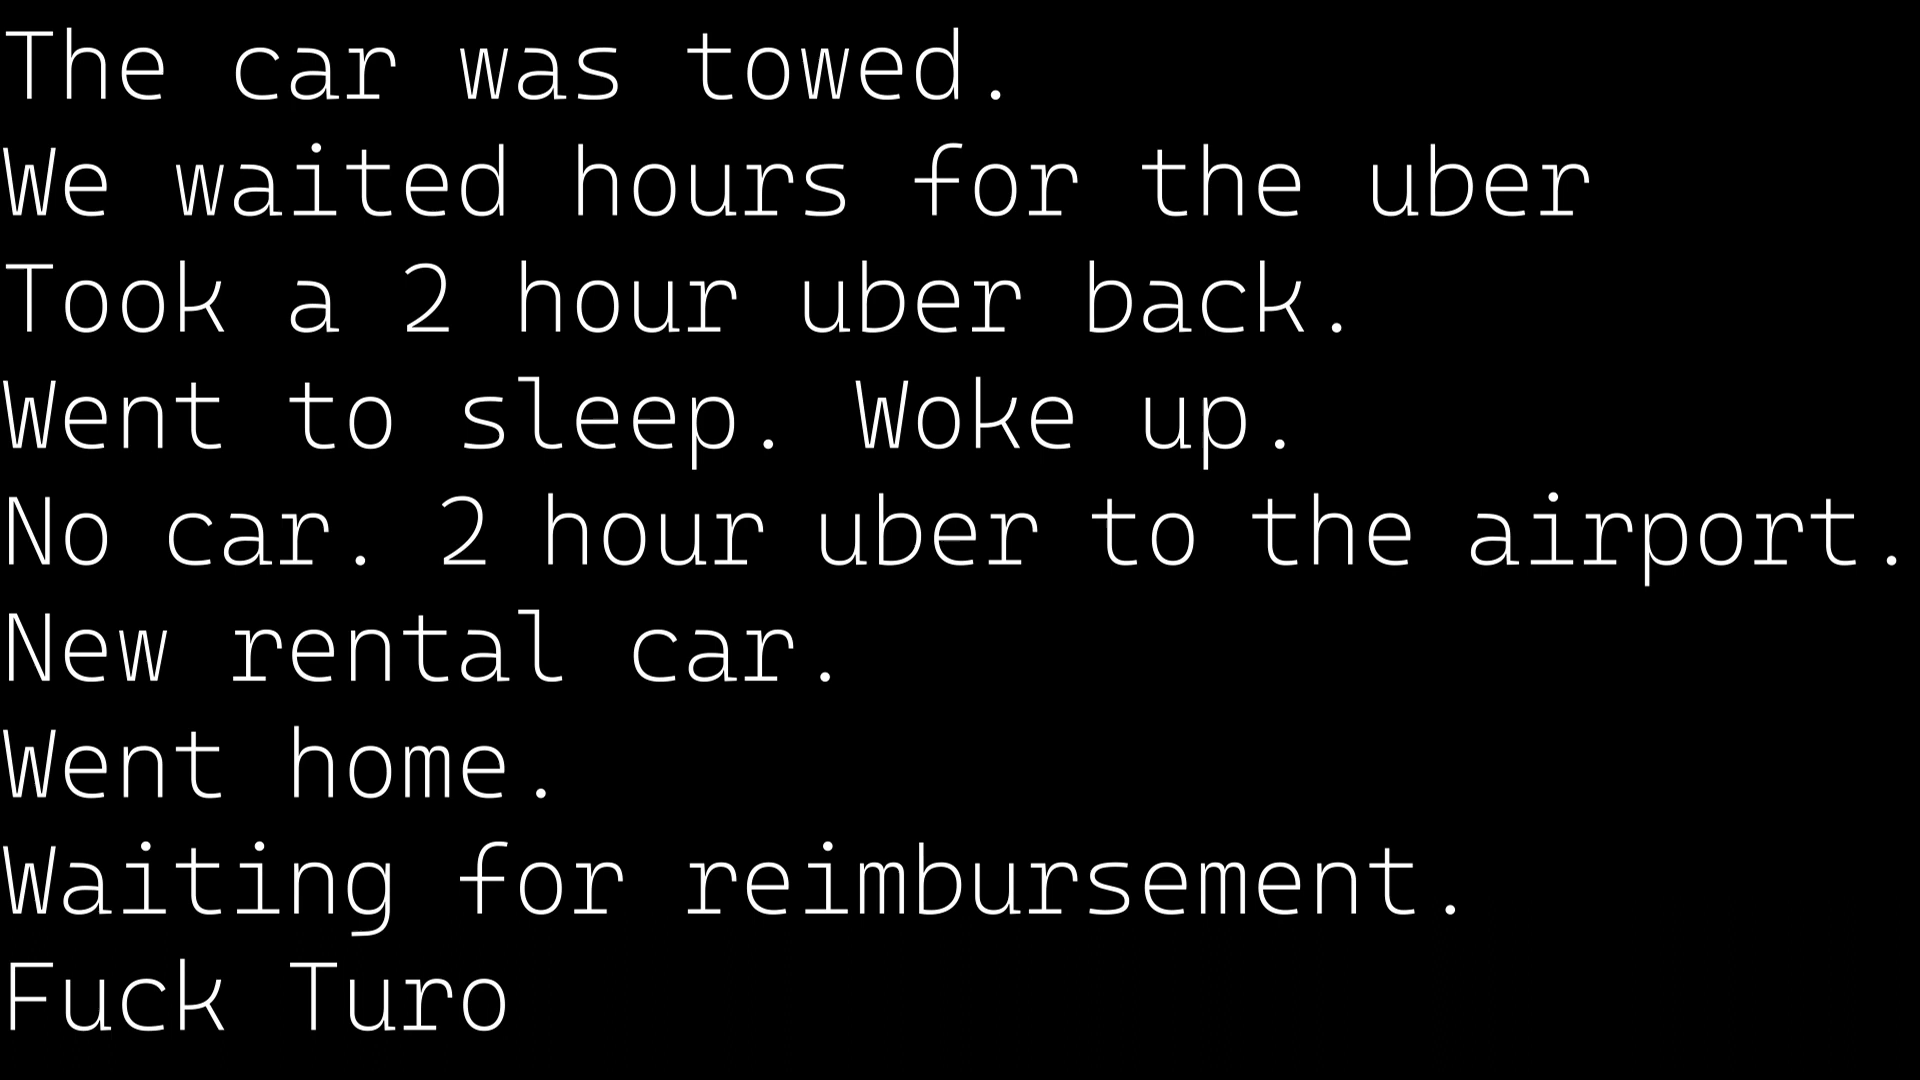 The car was towed.
We waited hours for the uber
Took a 2 hour uber back.
Went to sleep. Woke up.
No car. 2 hour uber to the airport.
New rental car.
Went home.
Waiting for reimbursement.
Fuck Turo